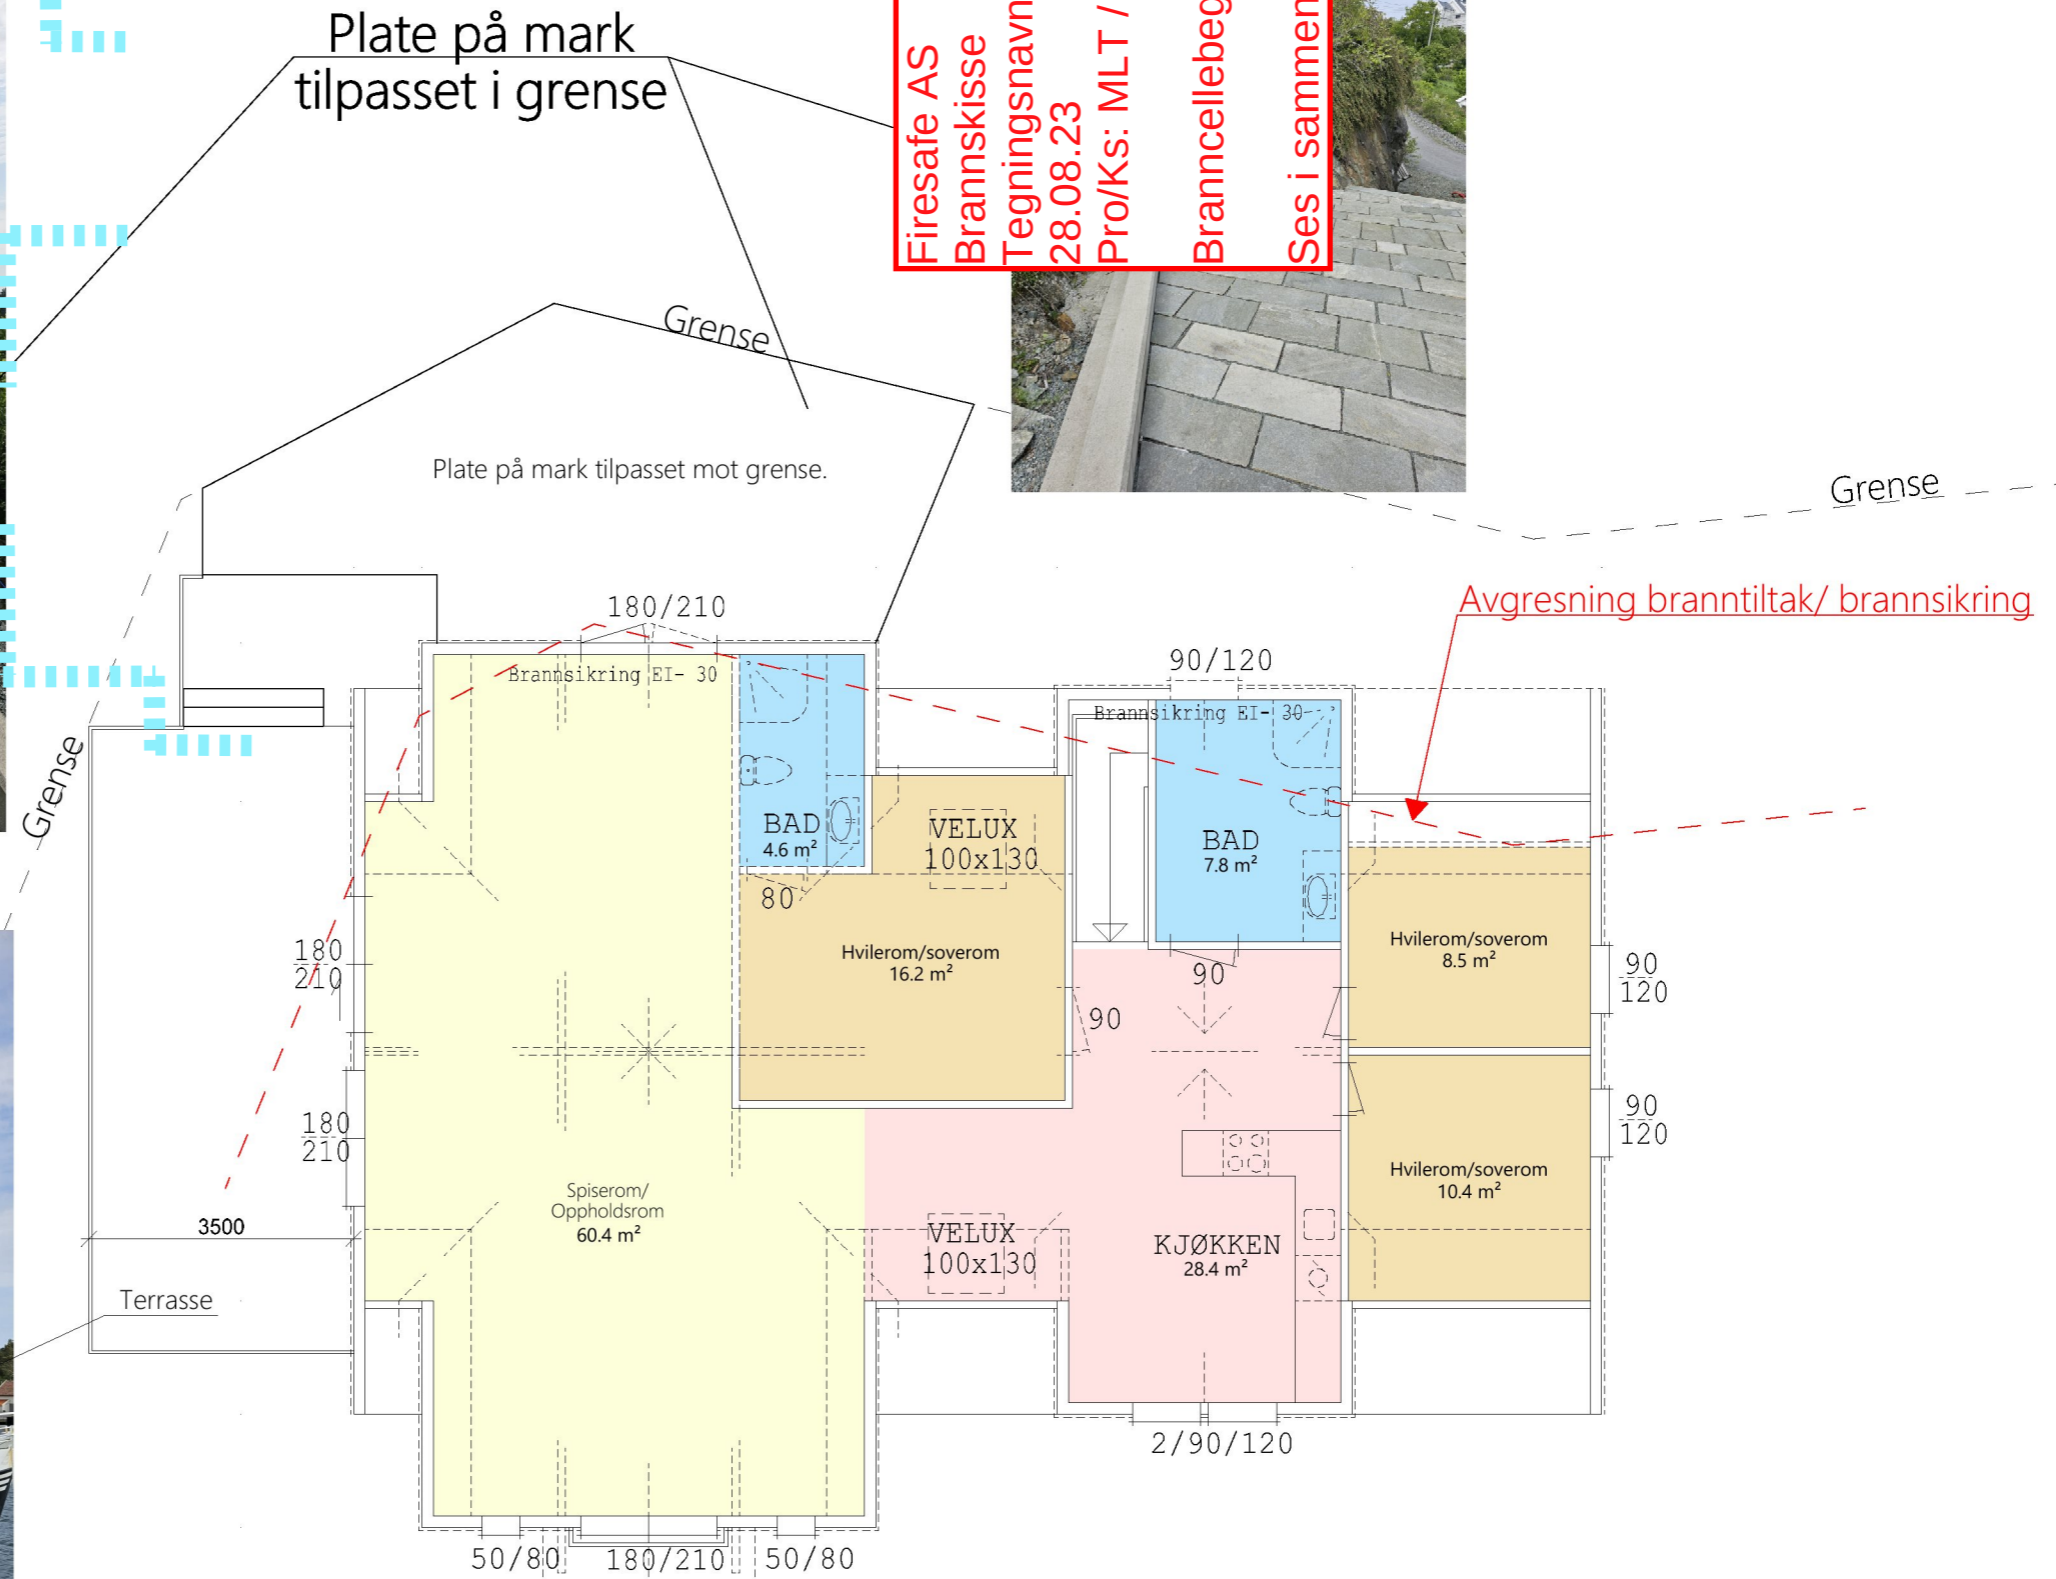 Plate på mark
tilpasset i grense
Firesafe AS
Brannskisse
Tegningsnavn
28.08.23
Pro/Ks: MLT /
Branncellebeg
Ses i sammen
Grense
Plate på mark tilpasset mot grense.
Grense
Avgresning branntiltak/ brannsikring
180/210
Brannsikring EI- 30
90/120
Brannsikring EI- 30
Grense
BAD
4.6 m²
VELUX
100x130
BAD
7.8 m²
80
180
210
Hvilerom/soverom
16.2 m²
90
90
Hvilerom/soverom
8.5 m²
90
120
180
210
90
120
Hvilerom/soverom
10.4 m²
Spiserom/
Oppholdsrom
60.4 m²
3500
VELUX
100x130
KJØKKEN
28.4 m²
Terrasse
2/90/120
50/80
180/210
50/80